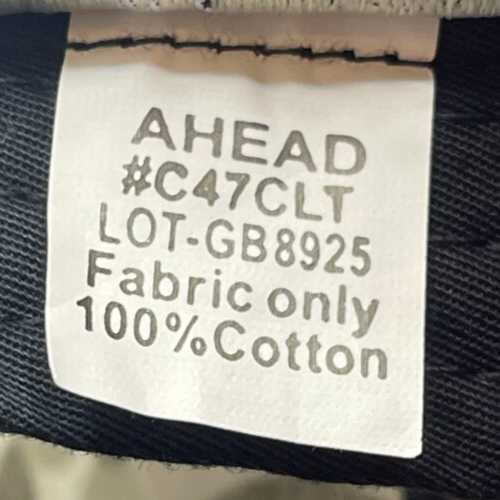 AHEAD
#C47CLT
LOT-GB8925
Fabric only
100%Cotton